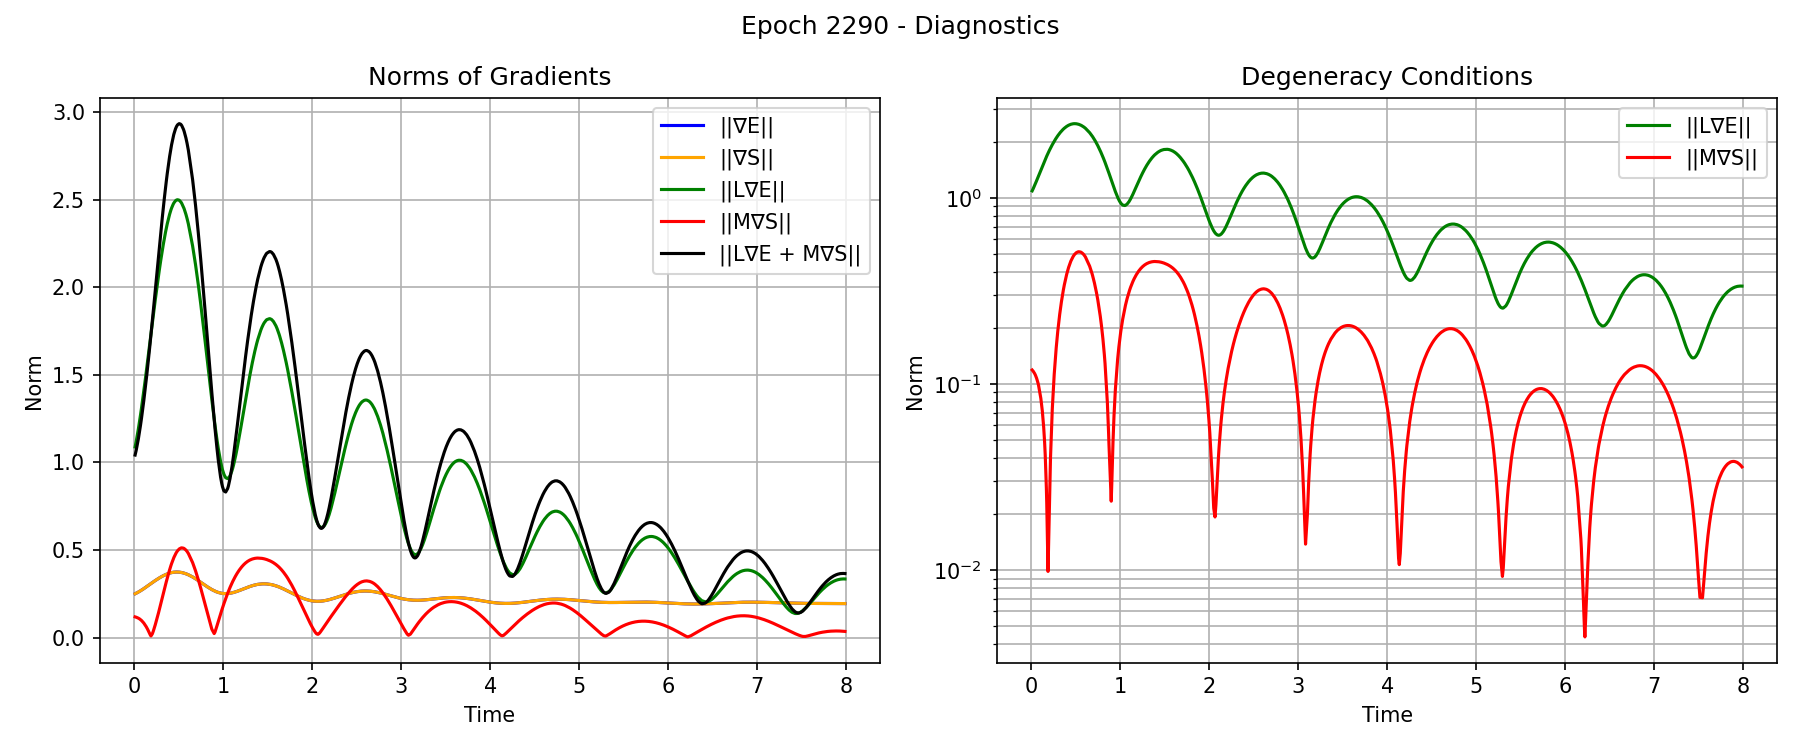 Epoch 2290 - Diagnostics
Norms of Gradients
Norm
3.0
2.5
2.0
1.5
1.0
0.5
0.0
0 1 2 3 4 5 6 7 8
Time
||∇E||
||∇S||
||L∇E||
||M∇S||
||L∇E + M∇S||
Degeneracy Conditions
Norm
10⁰
10⁻¹
10⁻²
0 1 2 3 4 5 6 7 8
Time
||L∇E||
||M∇S||